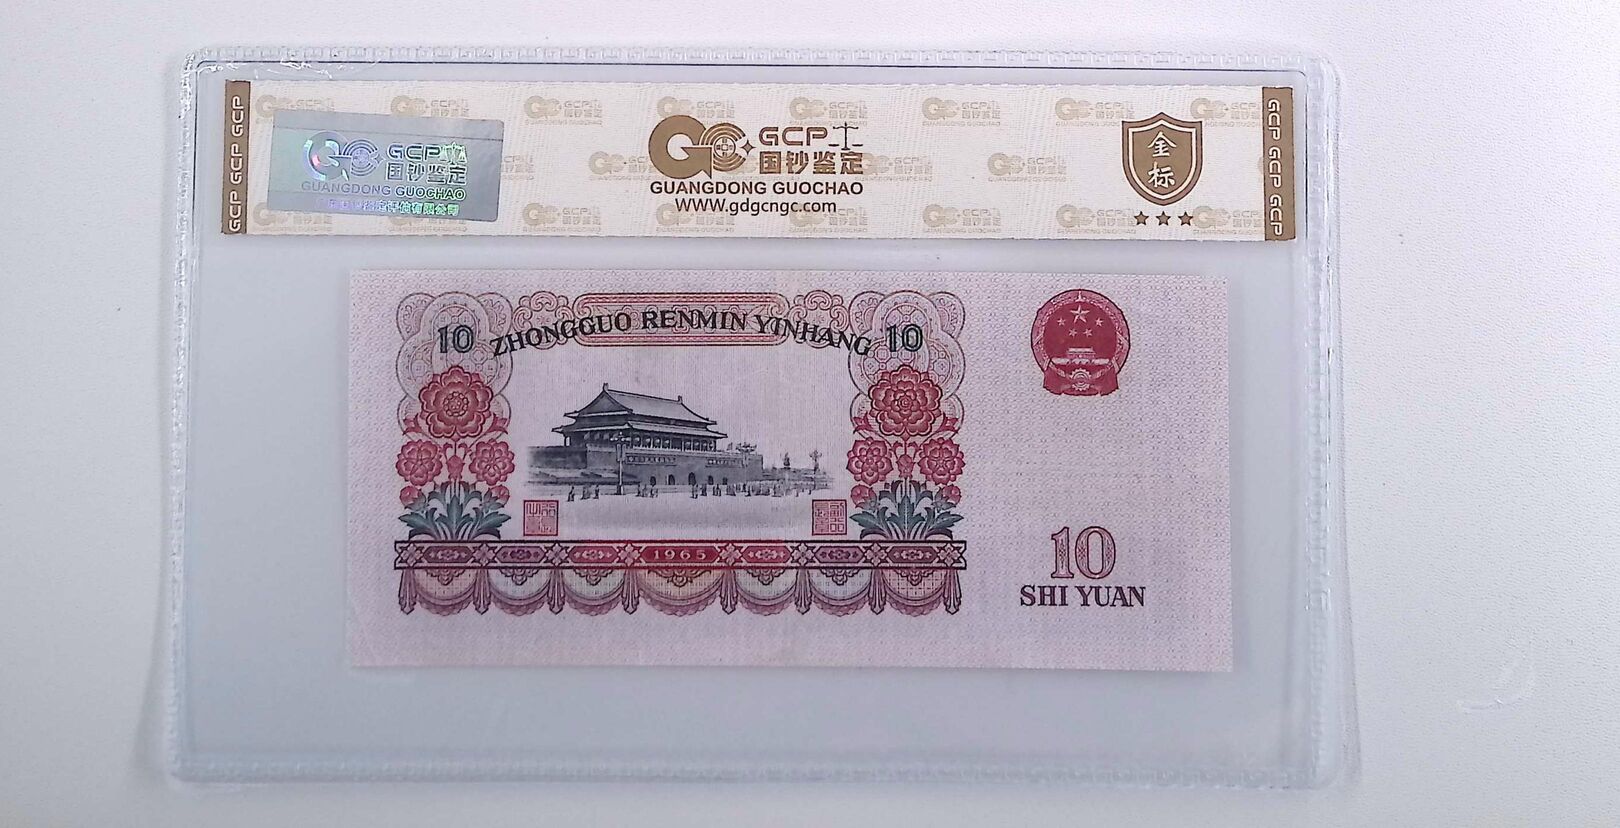 GCP GCP GCP
GCP
国钞鉴定
GUANGDONG GUOCHAO
GCP
国钞鉴定
GUANGDONG GUOCHAO
www.gdgcngc.com
金标
GCP GCP GCP
10 ZHONGGUO RENMIN YINHANG 10
1965
10
SHI YUAN